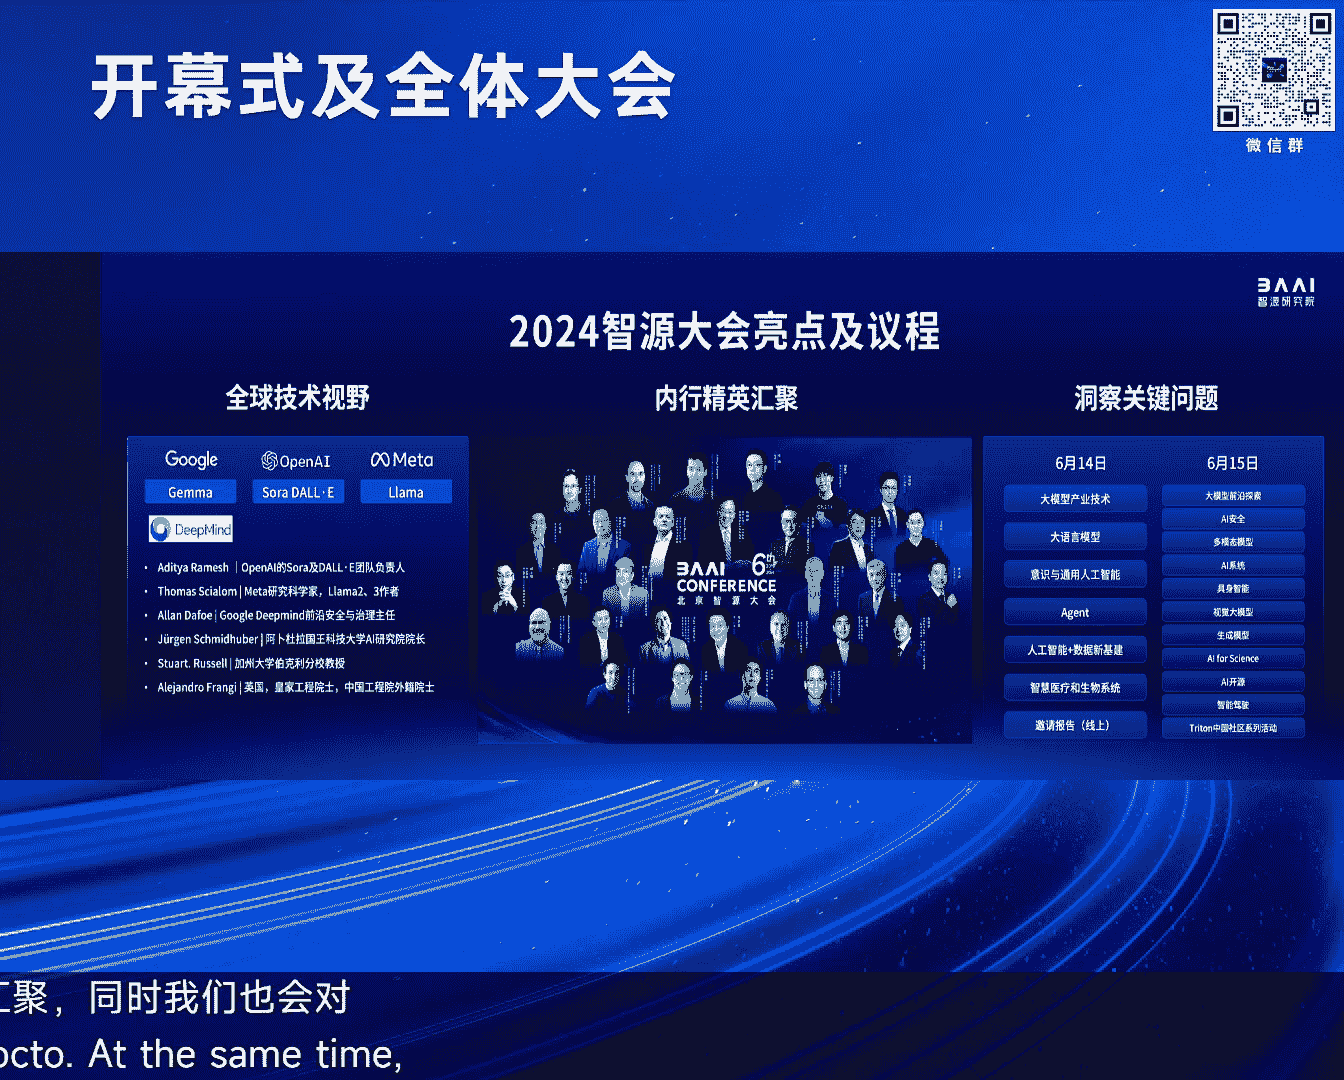 开幕式及全体大会
微信群
BAAI
智源研究院
2024智源大会亮点及议程
全球技术视野
内行精英汇聚
洞察关键问题
Google
OpenAI
Meta
Gemma
Sora DALL·E
Llama
DeepMind
• Aditya Ramesh | OpenAI的Sora及DALL·E团队负责人
• Thomas Scialom | Meta研究科学家，Llama2、3作者
• Allan Dafoe | Google Deepmind前沿安全与治理主任
• Jürgen Schmidhuber | 阿卜杜拉国王科技大学AI研究院院长
• Stuart. Russell | 加州大学伯克利分校教授
• Alejandro Frangi | 英国，皇家工程院士，中国工程院外籍院士
BAAI 6th
CONFERENCE
北京智源大会
6月14日
大模型产业技术
大语言模型
意识与通用人工智能
Agent
人工智能+数据新基建
智慧医疗和生物系统
邀请报告（线上）
6月15日
大模型前沿探索
AI安全
多模态模型
AI系统
具身智能
视觉大模型
生成模型
AI for Science
AI开源
智能驾驶
Triton中国社区系列活动
汇聚，同时我们也会对
octo. At the same time,